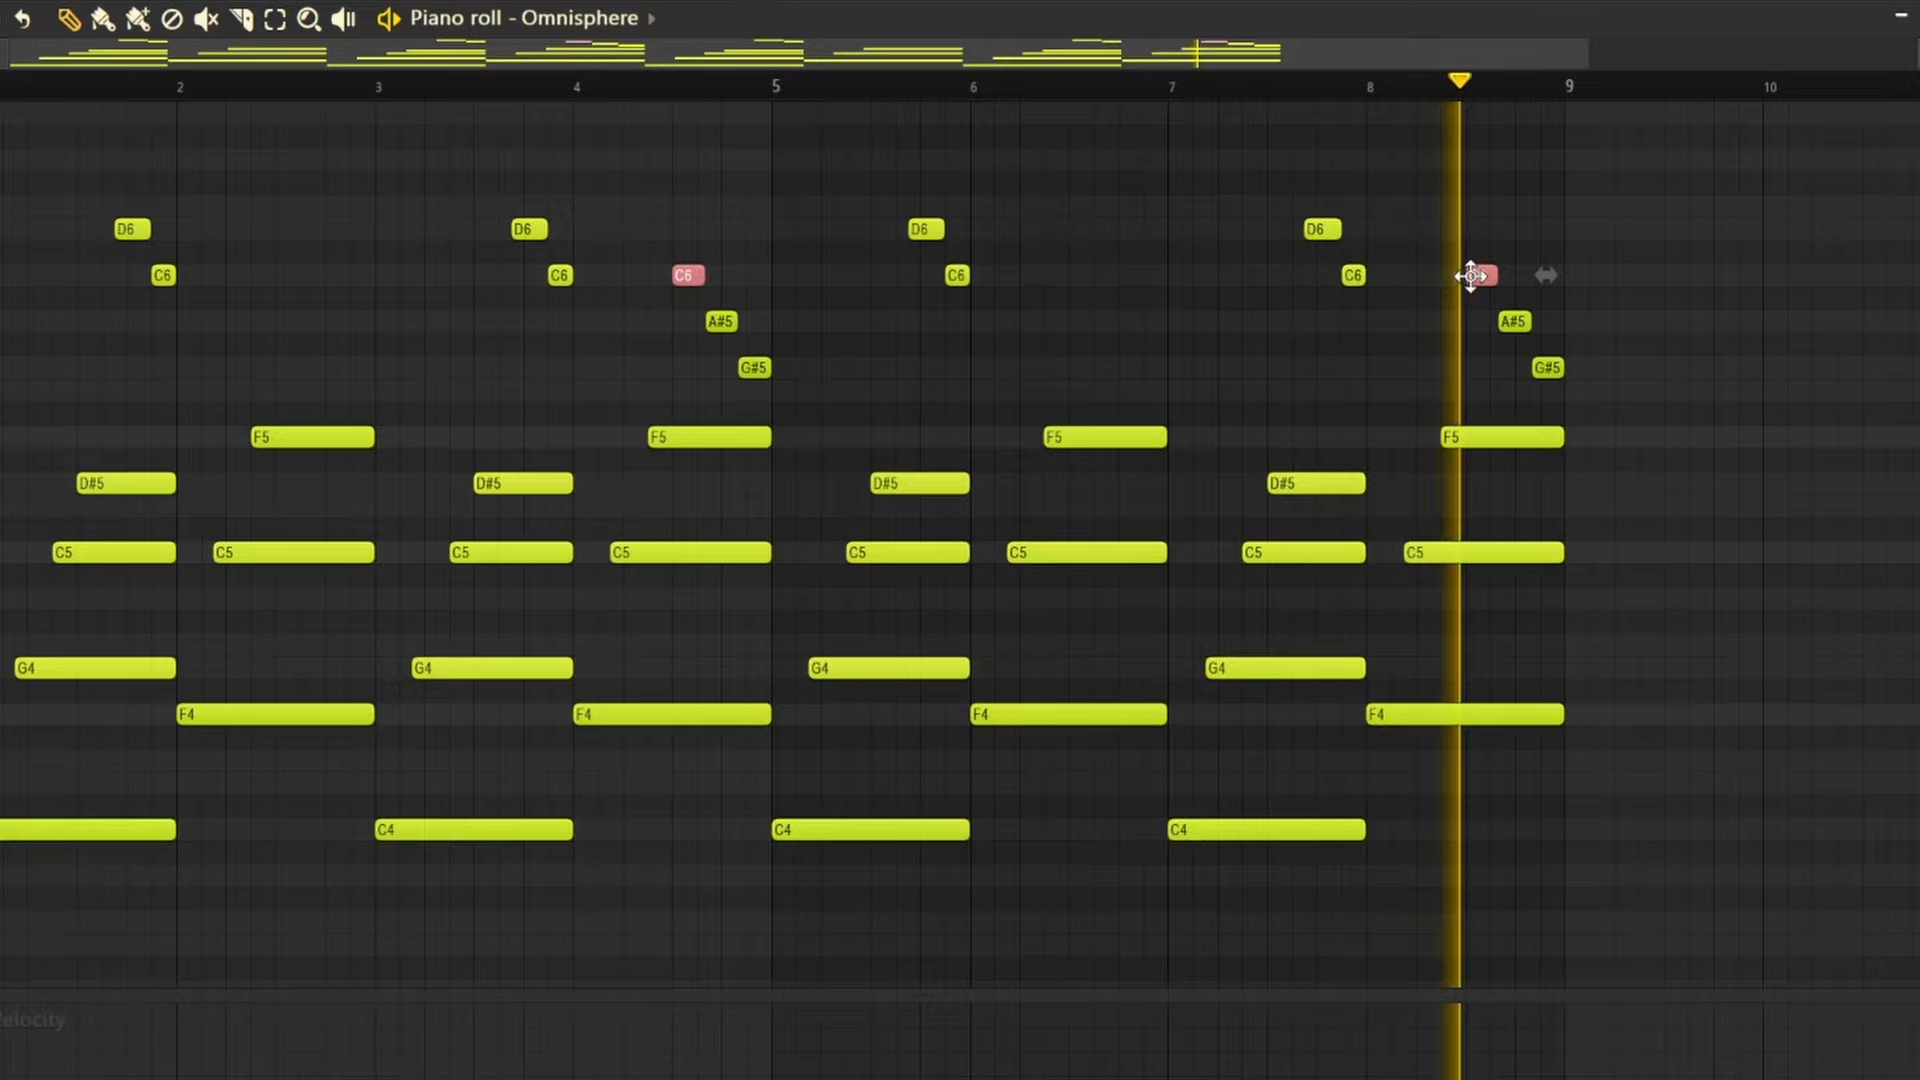 Piano roll - Omnisphere
2 3 4 5 6 7 8 9 10
D6 D6 D6 D6
C6 C6 C6 C6 C6
A#5 A#5
G#5 G#5
F5 F5 F5 F5
D#5 D#5 D#5 D#5
C5 C5 C5 C5 C5 C5 C5 C5
G4 G4 G4 G4
F4 F4 F4 F4
C4 C4 C4
elocity